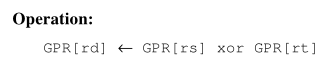 Operation:
GPR[rd] ← GPR[rs] xor GPR[rt]